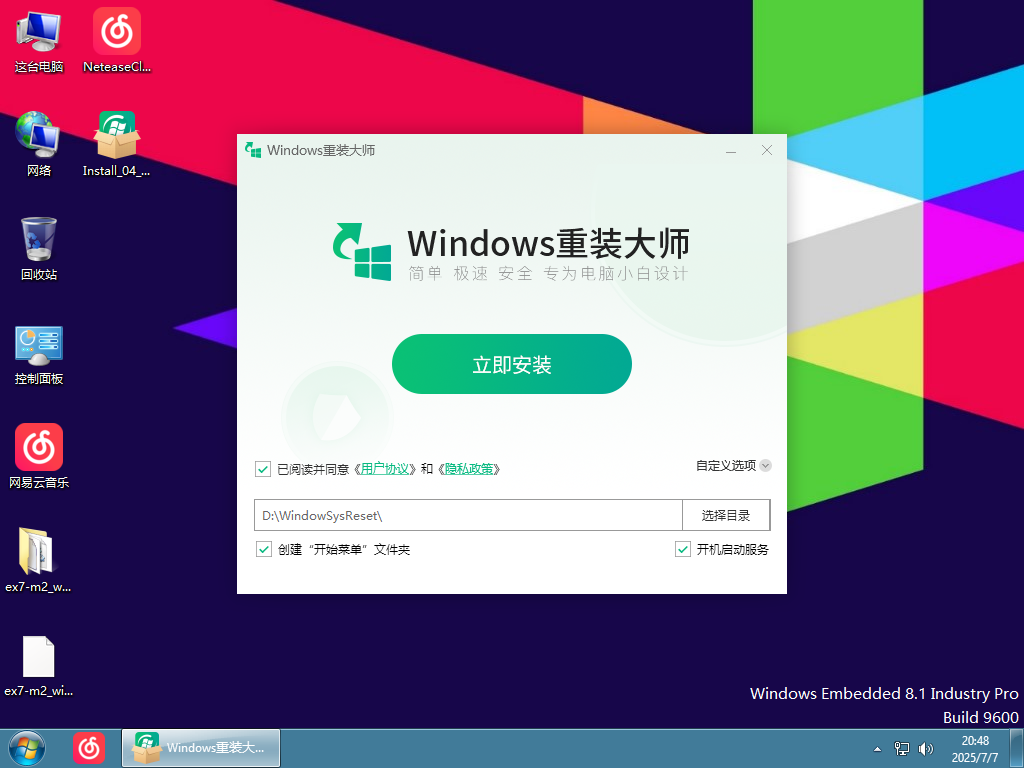 这台电脑
NeteaseCl...
网络
Install_04_...
回收站
控制面板
网易云音乐
ex7-m2_w...
ex7-m2_wi...
Windows重装大师
Windows重装大师
简单 极速 安全 专为电脑小白设计
立即安装
已阅读并同意《用户协议》和《隐私政策》
自定义选项
D:\WindowSysReset\
选择目录
创建“开始菜单”文件夹
开机启动服务
Windows Embedded 8.1 Industry Pro
Build 9600
Windows重装大...
20:48
2025/7/7